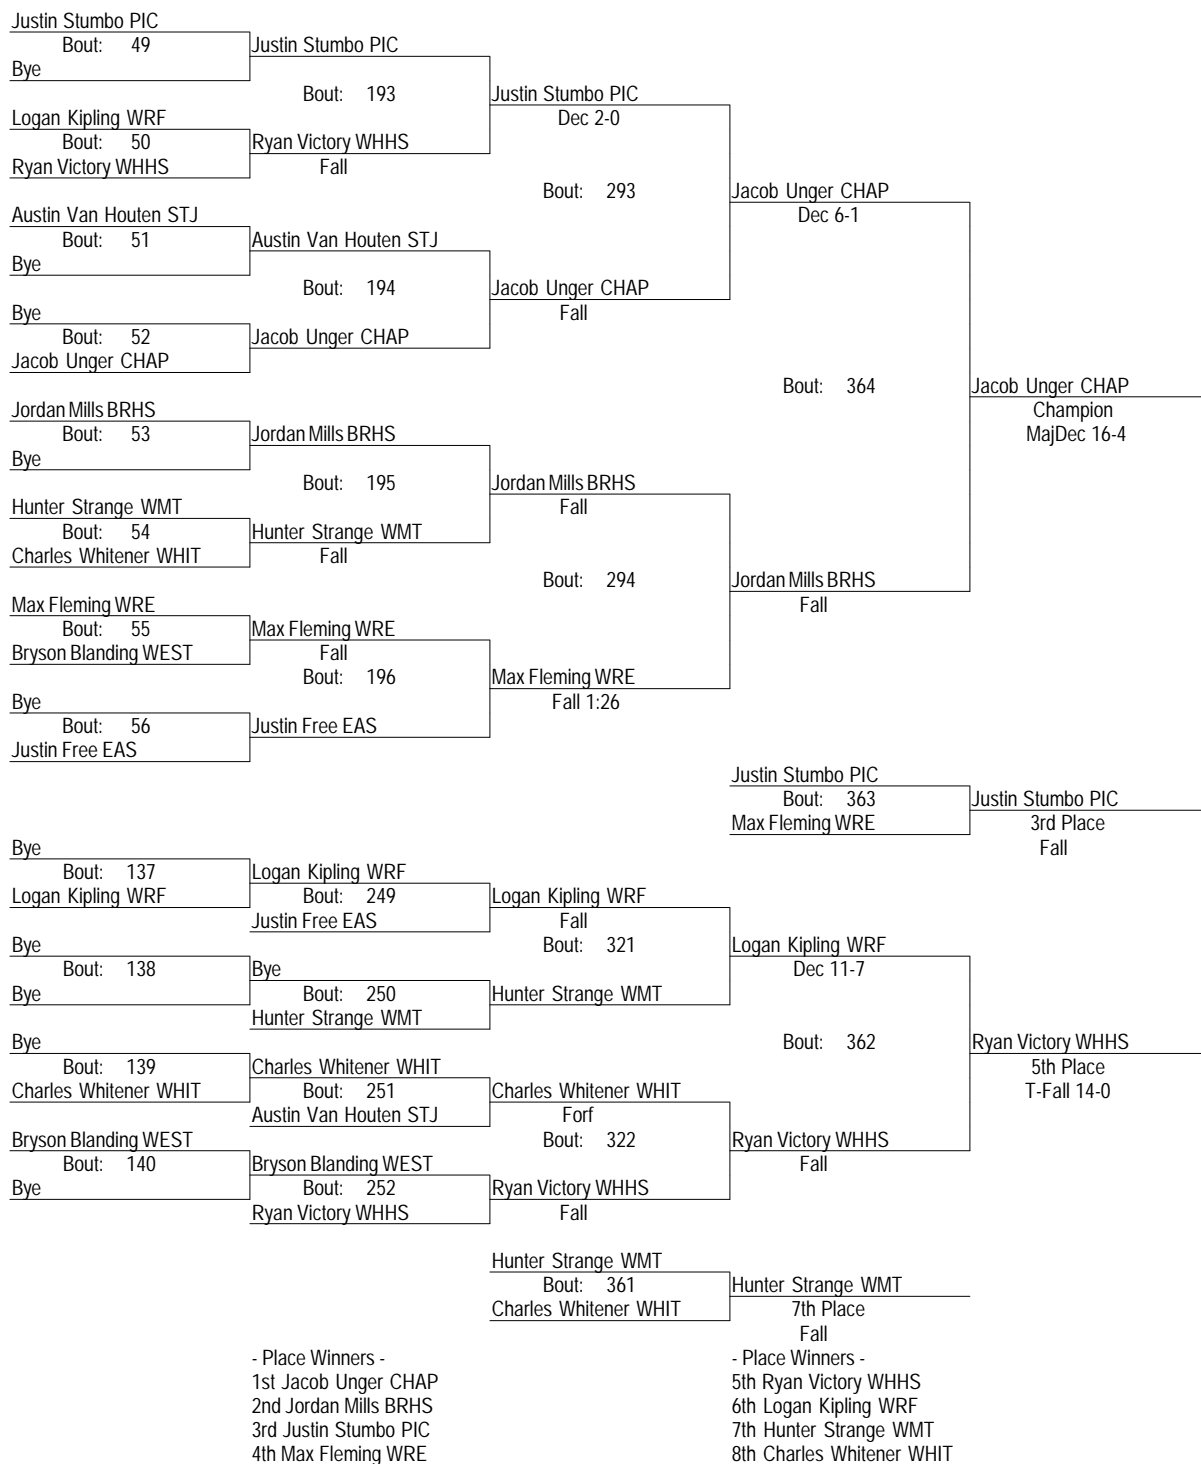 Justin Stumbo PIC
Bout: 49
Justin Stumbo PIC
Bye
Bout: 193
Justin Stumbo PIC
Logan Kipling WRF
Dec 2-0
Bout: 50
Ryan Victory WHHS
Ryan Victory WHHS
Fall
Bout: 293
Jacob Unger CHAP
Austin Van Houten STJ
Dec 6-1
Bout: 51
Austin Van Houten STJ
Bye
Bout: 194
Jacob Unger CHAP
Bye
Fall
Bout: 52
Jacob Unger CHAP
Jacob Unger CHAP
Bout: 364
Jacob Unger CHAP
Jordan Mills BRHS
Champion
Bout: 53
Jordan Mills BRHS
MajDec 16-4
Bye
Bout: 195
Jordan Mills BRHS
Hunter Strange WMT
Fall
Bout: 54
Hunter Strange WMT
Charles Whitener WHIT
Fall
Bout: 294
Jordan Mills BRHS
Max Fleming WRE
Fall
Bout: 55
Max Fleming WRE
Bryson Blanding WEST
Fall
Bout: 196
Max Fleming WRE
Bye
Fall 1:26
Bout: 56
Justin Free EAS
Justin Free EAS
Justin Stumbo PIC
Bout: 363
Justin Stumbo PIC
Max Fleming WRE
3rd Place
Bye
Fall
Bout: 137
Logan Kipling WRF
Logan Kipling WRF
Bout: 249
Logan Kipling WRF
Justin Free EAS
Fall
Bye
Bout: 321
Logan Kipling WRF
Bout: 138
Bye
Dec 11-7
Bye
Bout: 250
Hunter Strange WMT
Hunter Strange WMT
Bye
Bout: 362
Ryan Victory WHHS
Bout: 139
Charles Whitener WHIT
5th Place
Charles Whitener WHIT
Bout: 251
Charles Whitener WHIT
T-Fall 14-0
Austin Van Houten STJ
Forf
Bryson Blanding WEST
Bout: 322
Ryan Victory WHHS
Bout: 140
Bryson Blanding WEST
Fall
Bye
Bout: 252
Ryan Victory WHHS
Ryan Victory WHHS
Fall
Hunter Strange WMT
Bout: 361
Hunter Strange WMT
Charles Whitener WHIT
7th Place
Fall
- Place Winners -
1st Jacob Unger CHAP
2nd Jordan Mills BRHS
3rd Justin Stumbo PIC
4th Max Fleming WRE
- Place Winners -
5th Ryan Victory WHHS
6th Logan Kipling WRF
7th Hunter Strange WMT
8th Charles Whitener WHIT